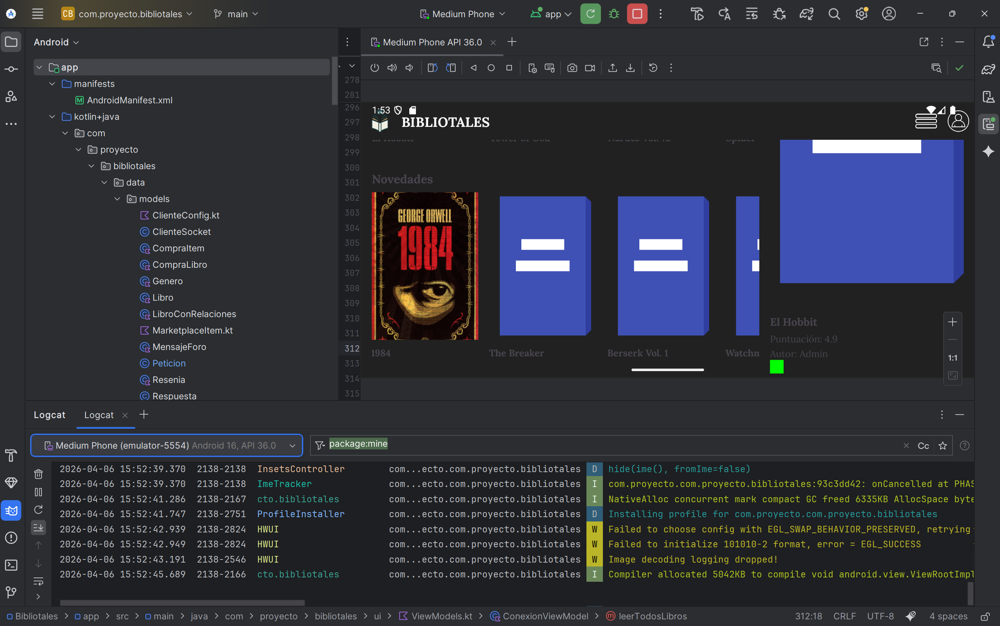 CB com.proyecto.bibliotales main Medium Phone app
Android
app
manifests
AndroidManifest.xml
kotlin+java
com
proyecto
bibliotales
data
models
ClienteConfig.kt
ClienteSocket
CompraItem
CompraLibro
Genero
Libro
LibroConRelaciones
MarketplaceItem.kt
MensajeForo
Peticion
Resenia
Respuesta
278
281
296
297
298
299
300
301
302
303
304
305
306
307
308
309
310
311
312
313
314
315
Medium Phone API 36.0
1:53
BIBLIOTALES
El Hobbit Tower of God Naruto Vol. 72 Spider
Novedades
GEORGE ORWELL
1984
1984 The Breaker Berserk Vol. 1 Watchm
El Hobbit
Puntuación: 4.9
Autor: Admin
1:1
Logcat Logcat
Medium Phone (emulator-5554) Android 16, API 36.0 package:mine Cc
2026-04-06 15:52:39.370 2138-2138 InsetsController com...ecto.com.proyecto.bibliotales D hide(ime(), fromIme=false)
2026-04-06 15:52:39.370 2138-2138 ImeTracker com...ecto.com.proyecto.bibliotales I com.proyecto.com.proyecto.bibliotales:93c3dd42: onCancelled at PHAS
2026-04-06 15:52:41.286 2138-2167 cto.bibliotales com...ecto.com.proyecto.bibliotales I NativeAlloc concurrent mark compact GC freed 6335KB AllocSpace byte
2026-04-06 15:52:41.747 2138-2751 ProfileInstaller com...ecto.com.proyecto.bibliotales D Installing profile for com.proyecto.com.proyecto.bibliotales
2026-04-06 15:52:42.939 2138-2824 HWUI com...ecto.com.proyecto.bibliotales W Failed to choose config with EGL_SWAP_BEHAVIOR_PRESERVED, retrying
2026-04-06 15:52:42.949 2138-2824 HWUI com...ecto.com.proyecto.bibliotales W Failed to initialize 101010-2 format, error = EGL_SUCCESS
2026-04-06 15:52:43.191 2138-2546 HWUI com...ecto.com.proyecto.bibliotales W Image decoding logging dropped!
2026-04-06 15:52:45.689 2138-2166 cto.bibliotales com...ecto.com.proyecto.bibliotales I Compiler allocated 5042KB to compile void android.view.ViewRootImpl
Bibliotales > app > src > main > java > com > proyecto > bibliotales > ui > ViewModels.kt > ConexionViewModel > leerTodosLibros 312:18 CRLF UTF-8 4 spaces